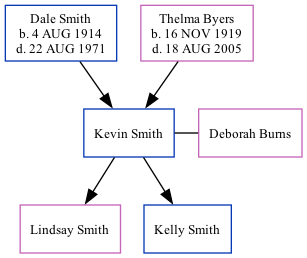 Dale Smith
b. 4 AUG 1914
d. 22 AUG 1971
Thelma Byers
b. 16 NOV 1919
d. 18 AUG 2005
Kevin Smith
Deborah Burns
Lindsay Smith
Kelly Smith